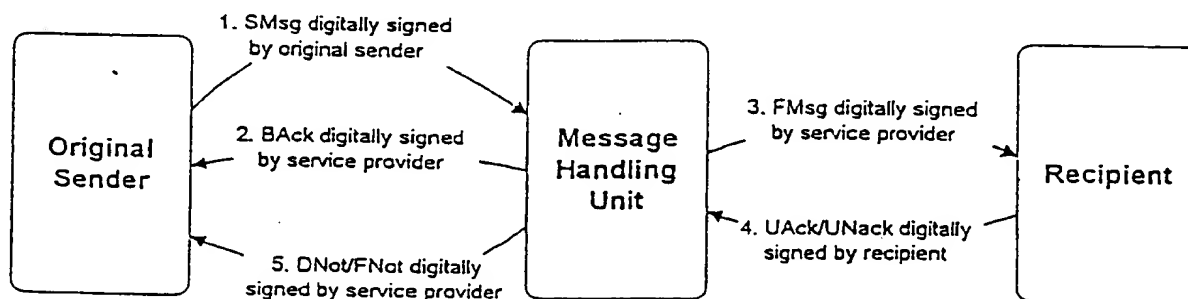 1. SMsg digitally signed
by original sender
Original
Sender
2. BAck digitally signed
by service provider
5. DNot/FNot digitally
signed by service provider
Message
Handling
Unit
3. FMsg digitally signed
by service provider
4. UAck/UNack digitally
signed by recipient
Recipient